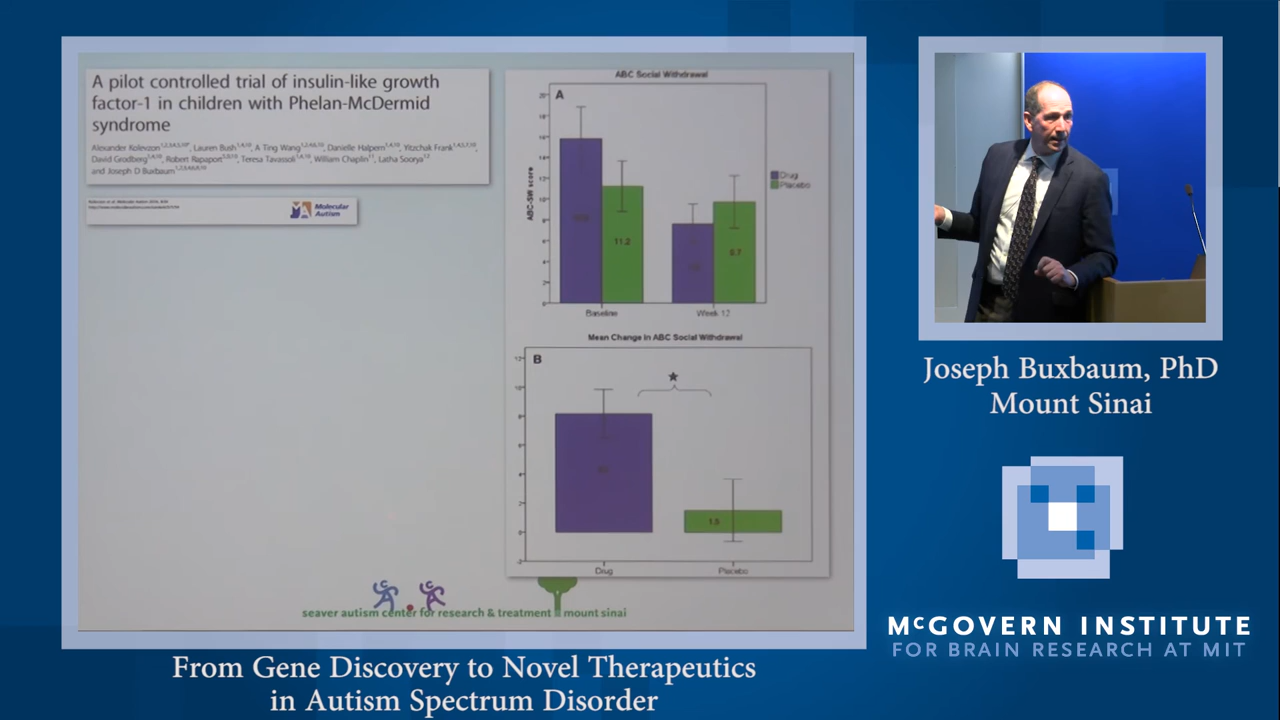 A pilot controlled trial of insulin-like growth
factor-1 in children with Phelan-McDermid
syndrome
Alexander Kolevzon, Lauren Bush, A Ting Wang, Danielle Halpern, Yitzchak Frank,
David Grodberg, Robert Rapaport, Teresa Tavassoli, William Chaplin, Latha Soorya
and Joseph D Buxbaum
Molecular
Autism
ABC Social Withdrawal
A
ABC-SW score
11.2
9.7
Drug
Placebo
Baseline
Week 12
Mean Change in ABC Social Withdrawal
B
1.5
Drug
Placebo
seaver autism center for research & treatment mount sinai
Joseph Buxbaum, PhD
Mount Sinai
McGOVERN INSTITUTE
FOR BRAIN RESEARCH AT MIT
From Gene Discovery to Novel Therapeutics
in Autism Spectrum Disorder